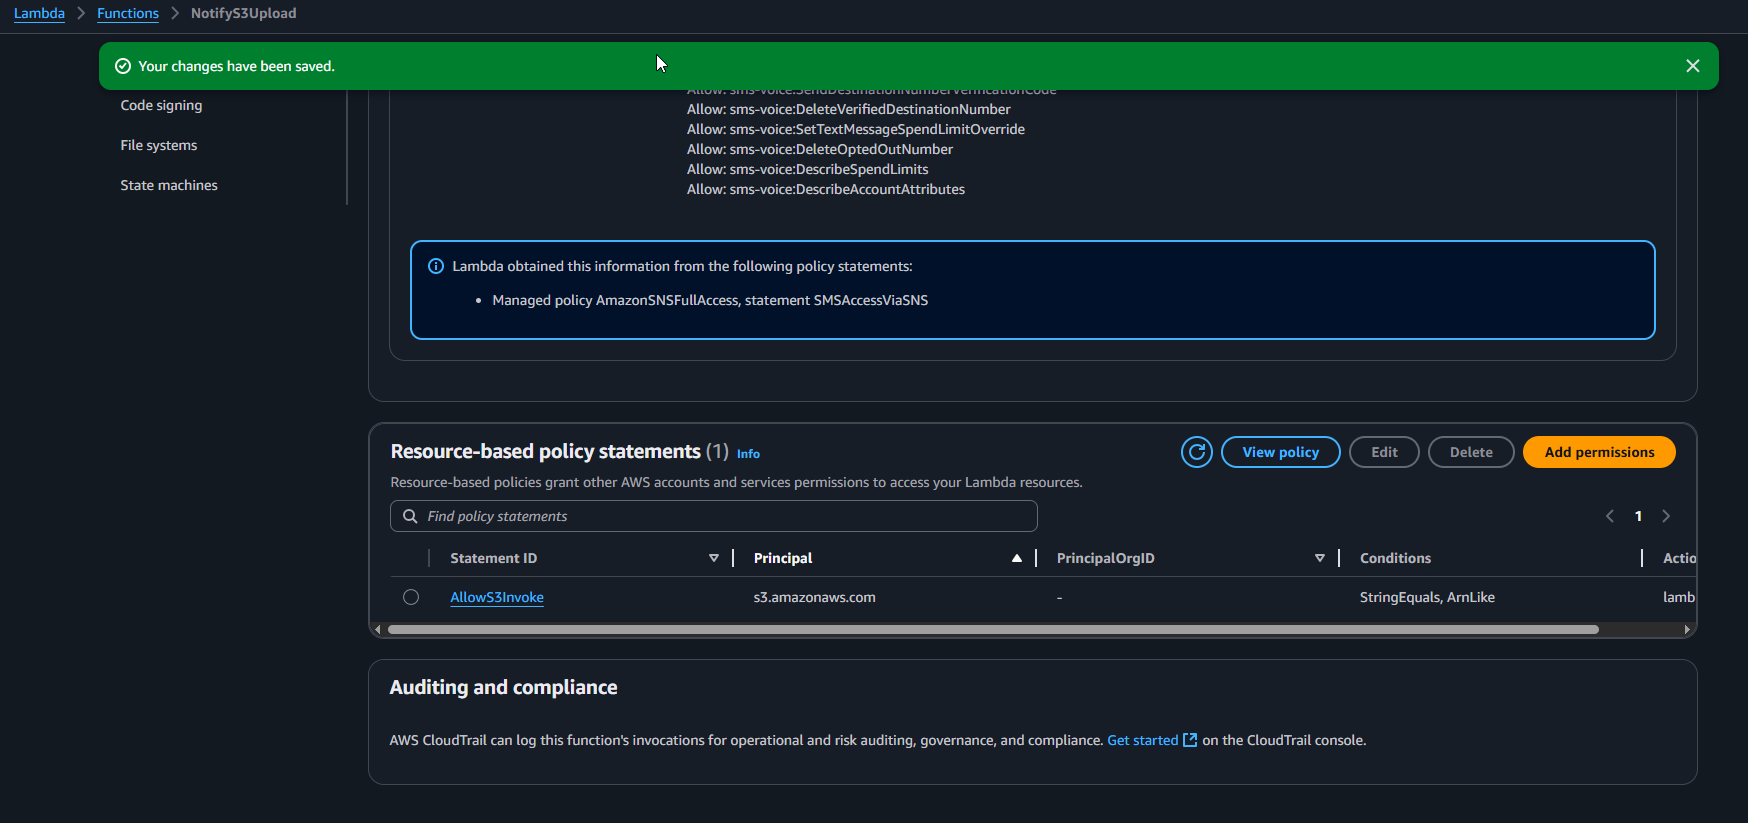 Lambda > Functions > NotifyS3Upload
Your changes have been saved.
Code signing
File systems
State machines
Allow: sms-voice:SendDestinationNumberVerificationCode
Allow: sms-voice:DeleteVerifiedDestinationNumber
Allow: sms-voice:SetTextMessageSpendLimitOverride
Allow: sms-voice:DeleteOptedOutNumber
Allow: sms-voice:DescribeSpendLimits
Allow: sms-voice:DescribeAccountAttributes
Lambda obtained this information from the following policy statements:
• Managed policy AmazonSNSFullAccess, statement SMSAccessViaSNS
Resource-based policy statements (1) Info
View policy Edit Delete Add permissions
Resource-based policies grant other AWS accounts and services permissions to access your Lambda resources.
Find policy statements
1
Statement ID Principal PrincipalOrgID Conditions Actio
AllowS3Invoke s3.amazonaws.com - StringEquals, ArnLike lamb
Auditing and compliance
AWS CloudTrail can log this function's invocations for operational and risk auditing, governance, and compliance. Get started on the CloudTrail console.